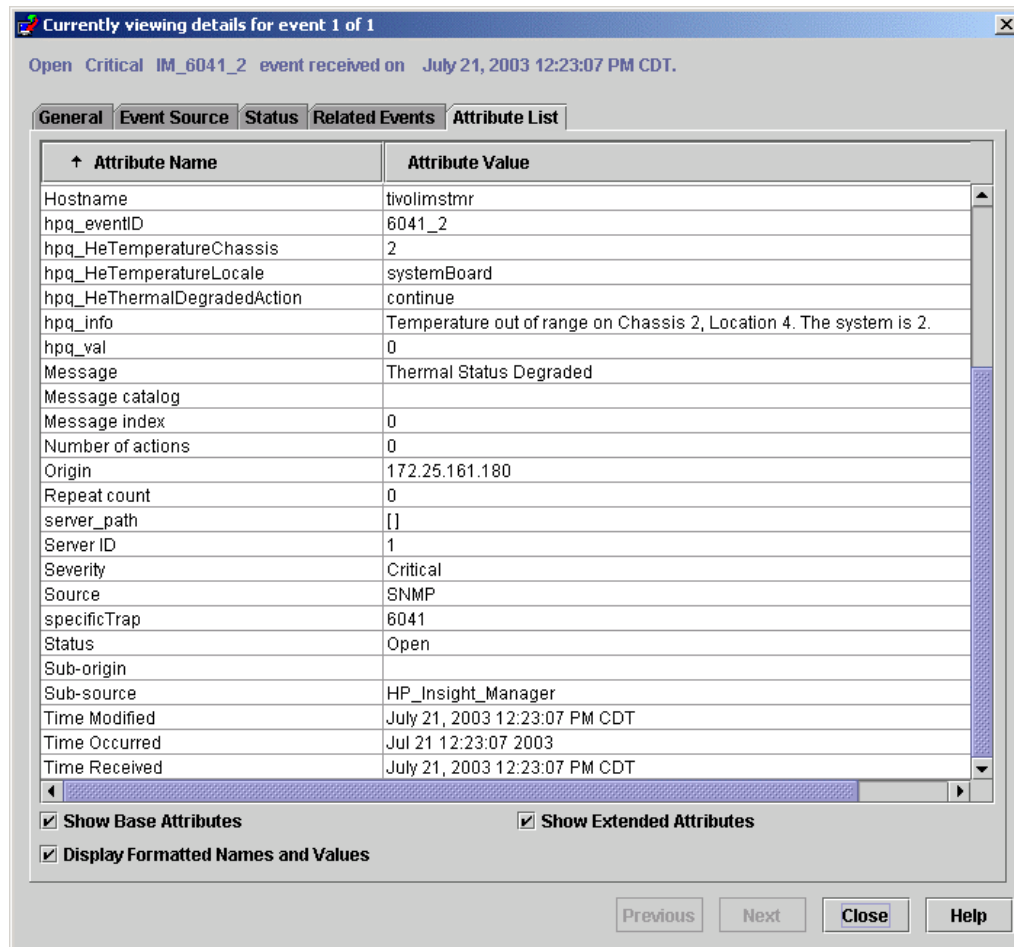 Currently viewing details for event 1 of 1
Open Critical IM_6041_2 event received on July 21, 2003 12:23:07 PM CDT.
General Event Source Status Related Events Attribute List
Attribute Name Attribute Value
Hostname tivolimstmr
hpq_eventID 6041_2
hpq_HeTemperatureChassis 2
hpq_HeTemperatureLocale systemBoard
hpq_HeThermalDegradedAction continue
hpq_info Temperature out of range on Chassis 2, Location 4. The system is 2.
hpq_val 0
Message Thermal Status Degraded
Message catalog
Message index 0
Number of actions 0
Origin 172.25.161.180
Repeat count 0
server_path []
Server ID 1
Severity Critical
Source SNMP
specificTrap 6041
Status Open
Sub-origin
Sub-source HP_Insight_Manager
Time Modified July 21, 2003 12:23:07 PM CDT
Time Occurred Jul 21 12:23:07 2003
Time Received July 21, 2003 12:23:07 PM CDT
Show Base Attributes Show Extended Attributes
Display Formatted Names and Values
Previous Next Close Help